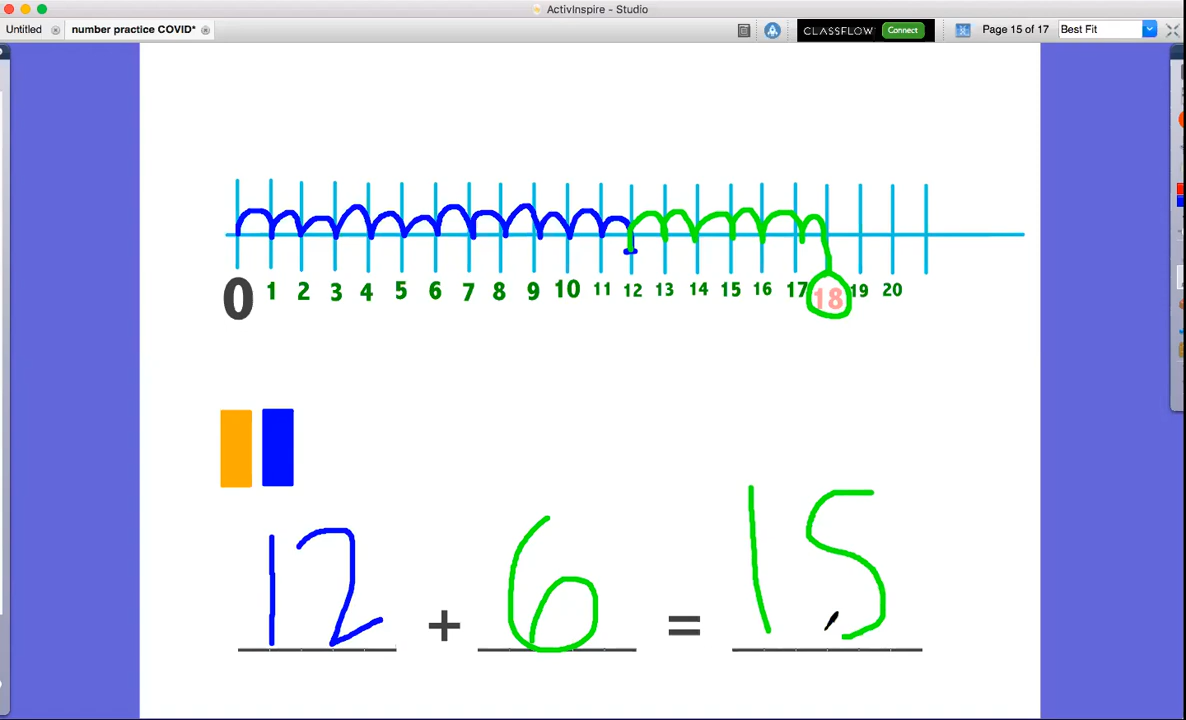 ActivInspire - Studio
Untitled number practice COVID* CLASSFLOW Connect Page 15 of 17 Best Fit
0 1 2 3 4 5 6 7 8 9 10 11 12 13 14 15 16 17 18 19 20
12 + 6 = 15